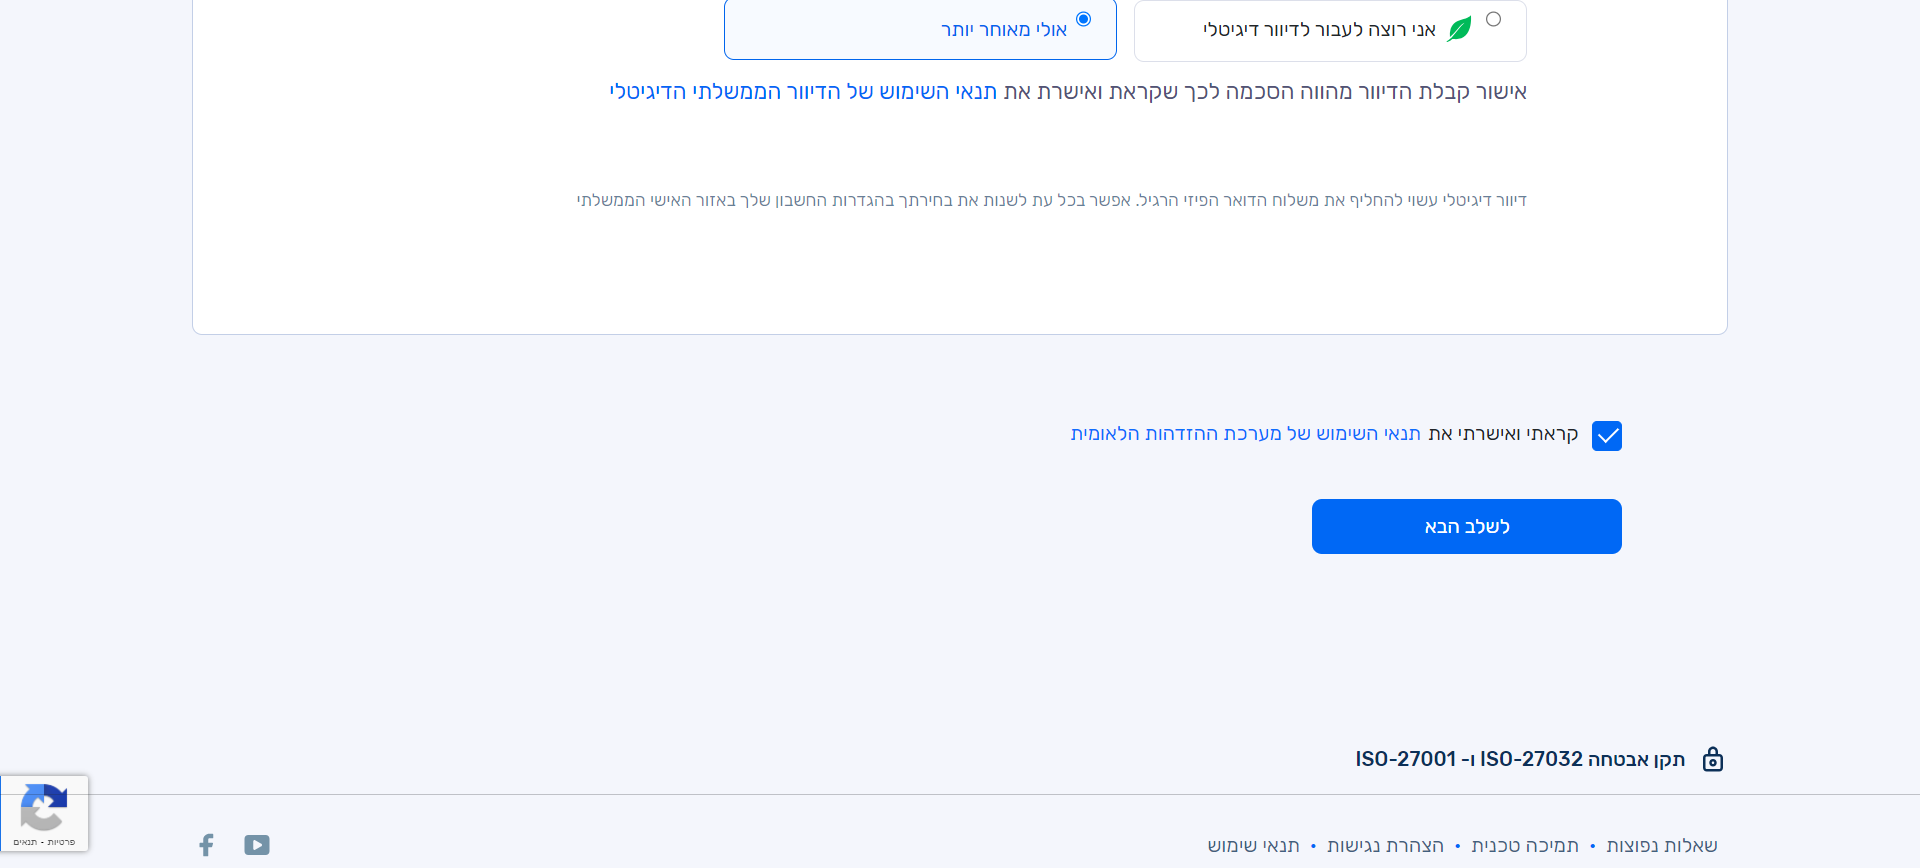 אני רוצה לעבור לדיוור דיגיטלי
אולי מאוחר יותר
אישור קבלת הדיוור מהווה הסכמה לכך שקראת ואישרת את תנאי השימוש של הדיוור הממשלתי הדיגיטלי
דיוור דיגיטלי עשוי להחליף את משלוח הדואר הפיזי הרגיל. אפשר בכל עת לשנות את בחירתך בהגדרות החשבון שלך באזור האישי הממשלתי
קראתי ואישרתי את תנאי השימוש של מערכת ההזדהות הלאומית
לשלב הבא
תקן אבטחה ISO-27032 ו- ISO-27001
פרטיות - תנאים
שאלות נפוצות • תמיכה טכנית • הצהרת נגישות • תנאי שימוש